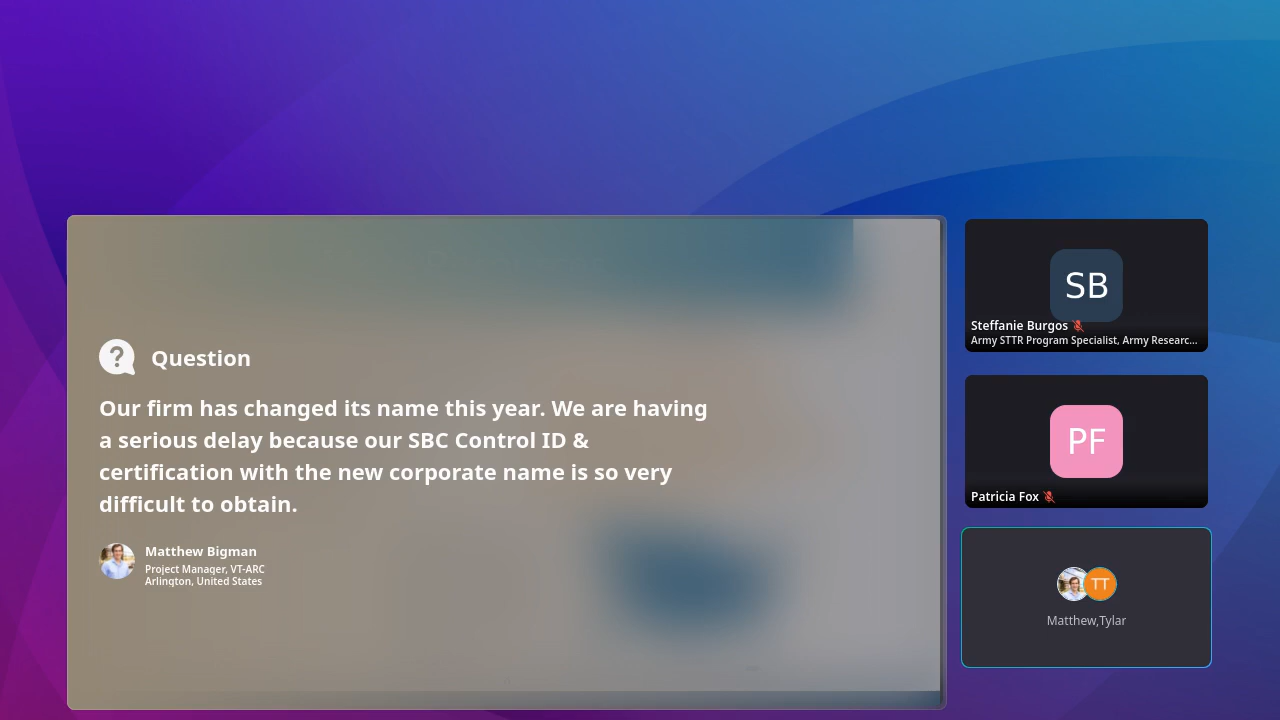 Question
Our firm has changed its name this year. We are having
a serious delay because our SBC Control ID &
certification with the new corporate name is so very
difficult to obtain.
Matthew Bigman
Project Manager, VT-ARC
Arlington, United States
SB
Steffanie Burgos
Army STTR Program Specialist, Army Researc...
PF
Patricia Fox
TT
Matthew,Tylar